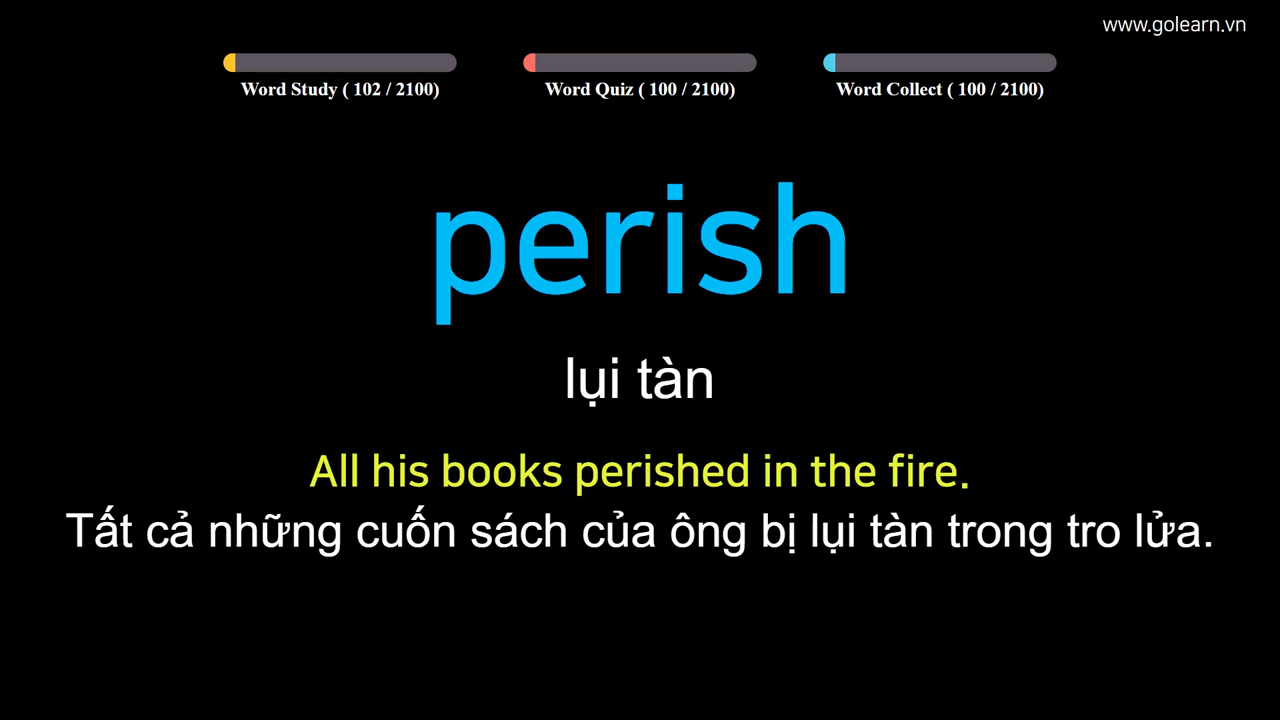 www.golearn.vn
Word Study ( 102 / 2100)
Word Quiz ( 100 / 2100)
Word Collect ( 100 / 2100)
perish
lụi tàn
All his books perished in the fire.
Tất cả những cuốn sách của ông bị lụi tàn trong tro lửa.